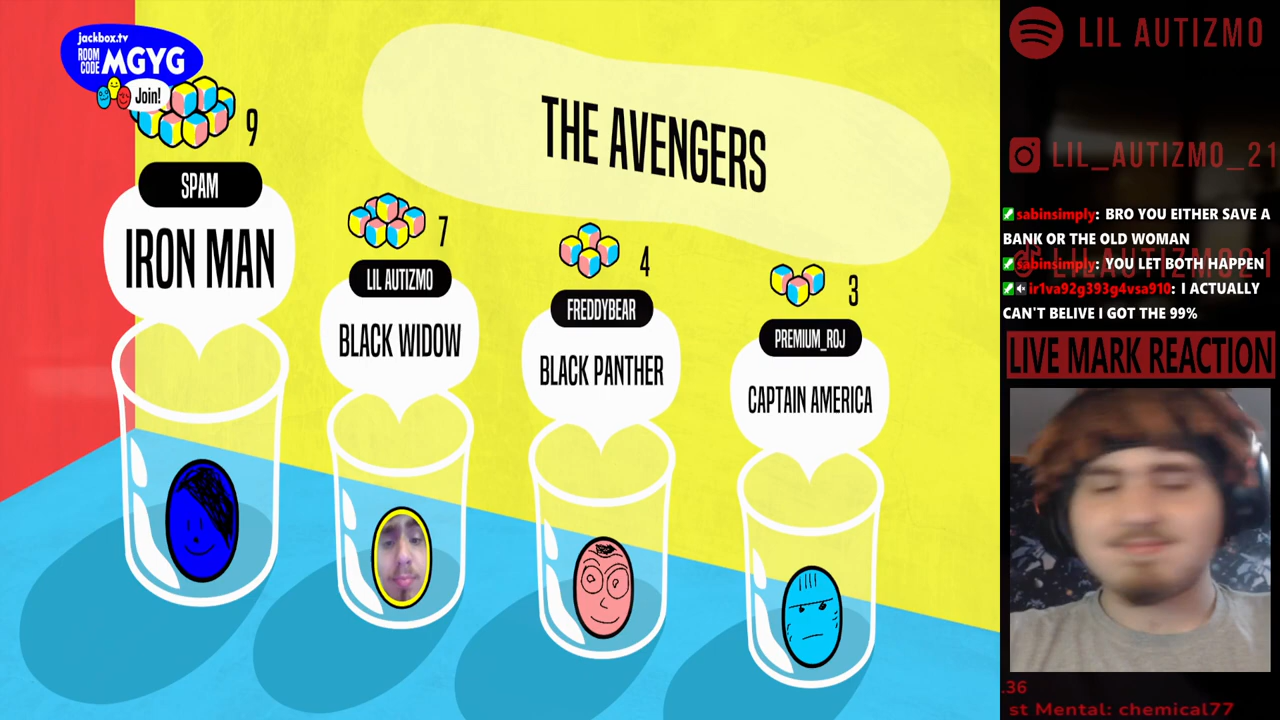 jackbox.tv
ROOM
CODE
MGYG
Join!
9
SPAM
IRON MAN
THE AVENGERS
7
LIL AUTIZMO
BLACK WIDOW
4
FREDDYBEAR
BLACK PANTHER
3
PREMIUM_ROJ
CAPTAIN AMERICA
LIL AUTIZMO
LIL_AUTIZMO_21
sabinsimply: BRO YOU EITHER SAVE A
BANK OR THE OLD WOMAN
LILAUTIZMO21
sabinsimply: YOU LET BOTH HAPPEN
ir1va92g393g4vsa910: I ACTUALLY
CAN'T BELIVE I GOT THE 99%
LIVE MARK REACTION
.36
st Mental: chemical77